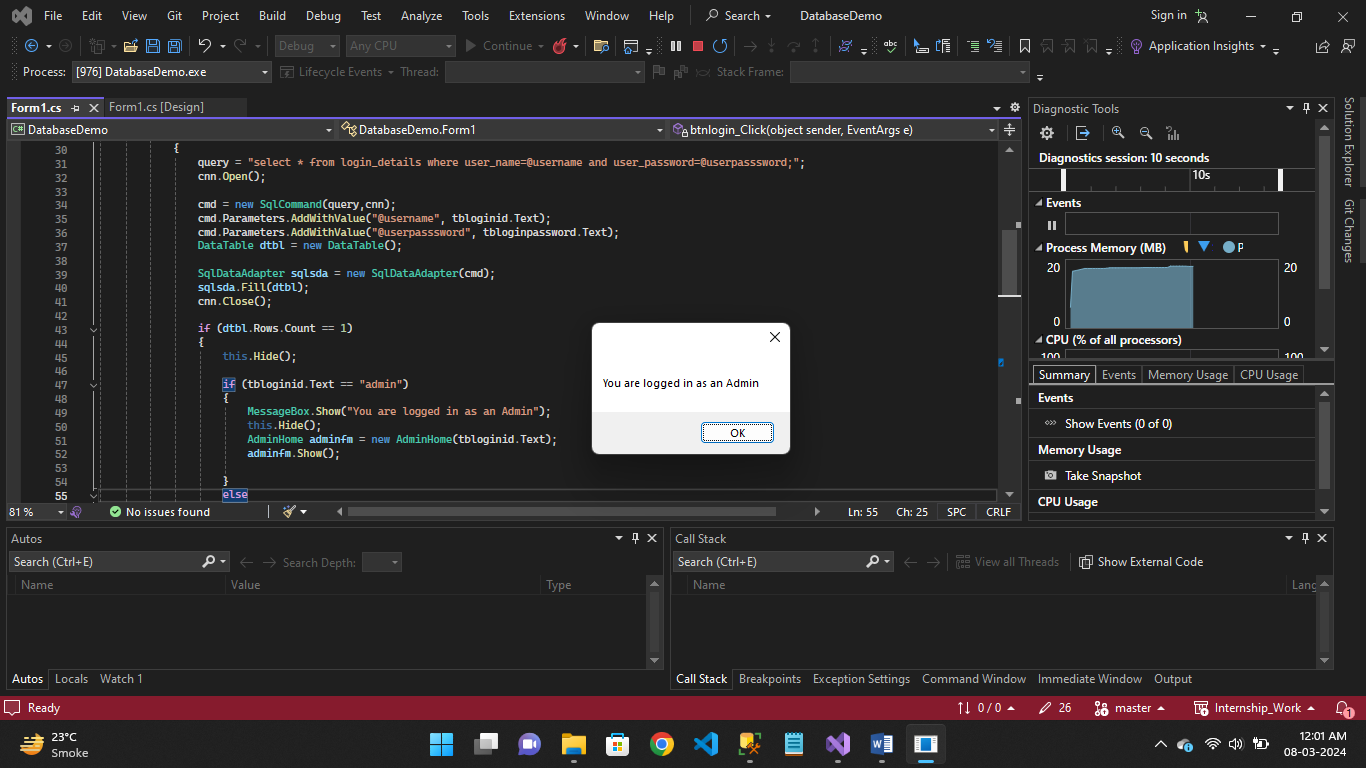 File Edit View Git Project Build Debug Test Analyze Tools Extensions Window Help Search DatabaseDemo Sign in
Debug Any CPU Continue Application Insights
Process: [976] DatabaseDemo.exe Lifecycle Events Thread: Stack Frame:
Form1.cs Form1.cs [Design]
DatabaseDemo DatabaseDemo.Form1 btnlogin_Click(object sender, EventArgs e)
30 {
31 query = "select * from login_details where user_name=@username and user_password=@userpasssword;";
32 cnn.Open();
33
34 cmd = new SqlCommand(query,cnn);
35 cmd.Parameters.AddWithValue("@username", tbloginid.Text);
36 cmd.Parameters.AddWithValue("@userpasssword", tbloginpassword.Text);
37 DataTable dtbl = new DataTable();
38
39 SqlDataAdapter sqlsda = new SqlDataAdapter(cmd);
40 sqlsda.Fill(dtbl);
41 cnn.Close();
42
43 if (dtbl.Rows.Count == 1)
44 {
45 this.Hide();
46
47 if (tbloginid.Text == "admin")
48 {
49 MessageBox.Show("You are logged in as an Admin");
50 this.Hide();
51 AdminHome adminfm = new AdminHome(tbloginid.Text);
52 adminfm.Show();
53
54 }
55 else
81 % No issues found Ln: 55 Ch: 25 SPC CRLF
You are logged in as an Admin
OK
Diagnostic Tools
Diagnostics session: 10 seconds
10s
Events
Process Memory (MB) P
20 20
0 0
CPU (% of all processors)
100 100
Summary Events Memory Usage CPU Usage
Events
Show Events (0 of 0)
Memory Usage
Take Snapshot
CPU Usage
Solution Explorer
Git Changes
Autos
Search (Ctrl+E) Search Depth:
Name Value Type
Autos Locals Watch 1
Call Stack
Search (Ctrl+E) View all Threads Show External Code
Name Lang
Call Stack Breakpoints Exception Settings Command Window Immediate Window Output
Ready 0 / 0 26 master Internship_Work 1
23°C
Smoke
12:01 AM
08-03-2024